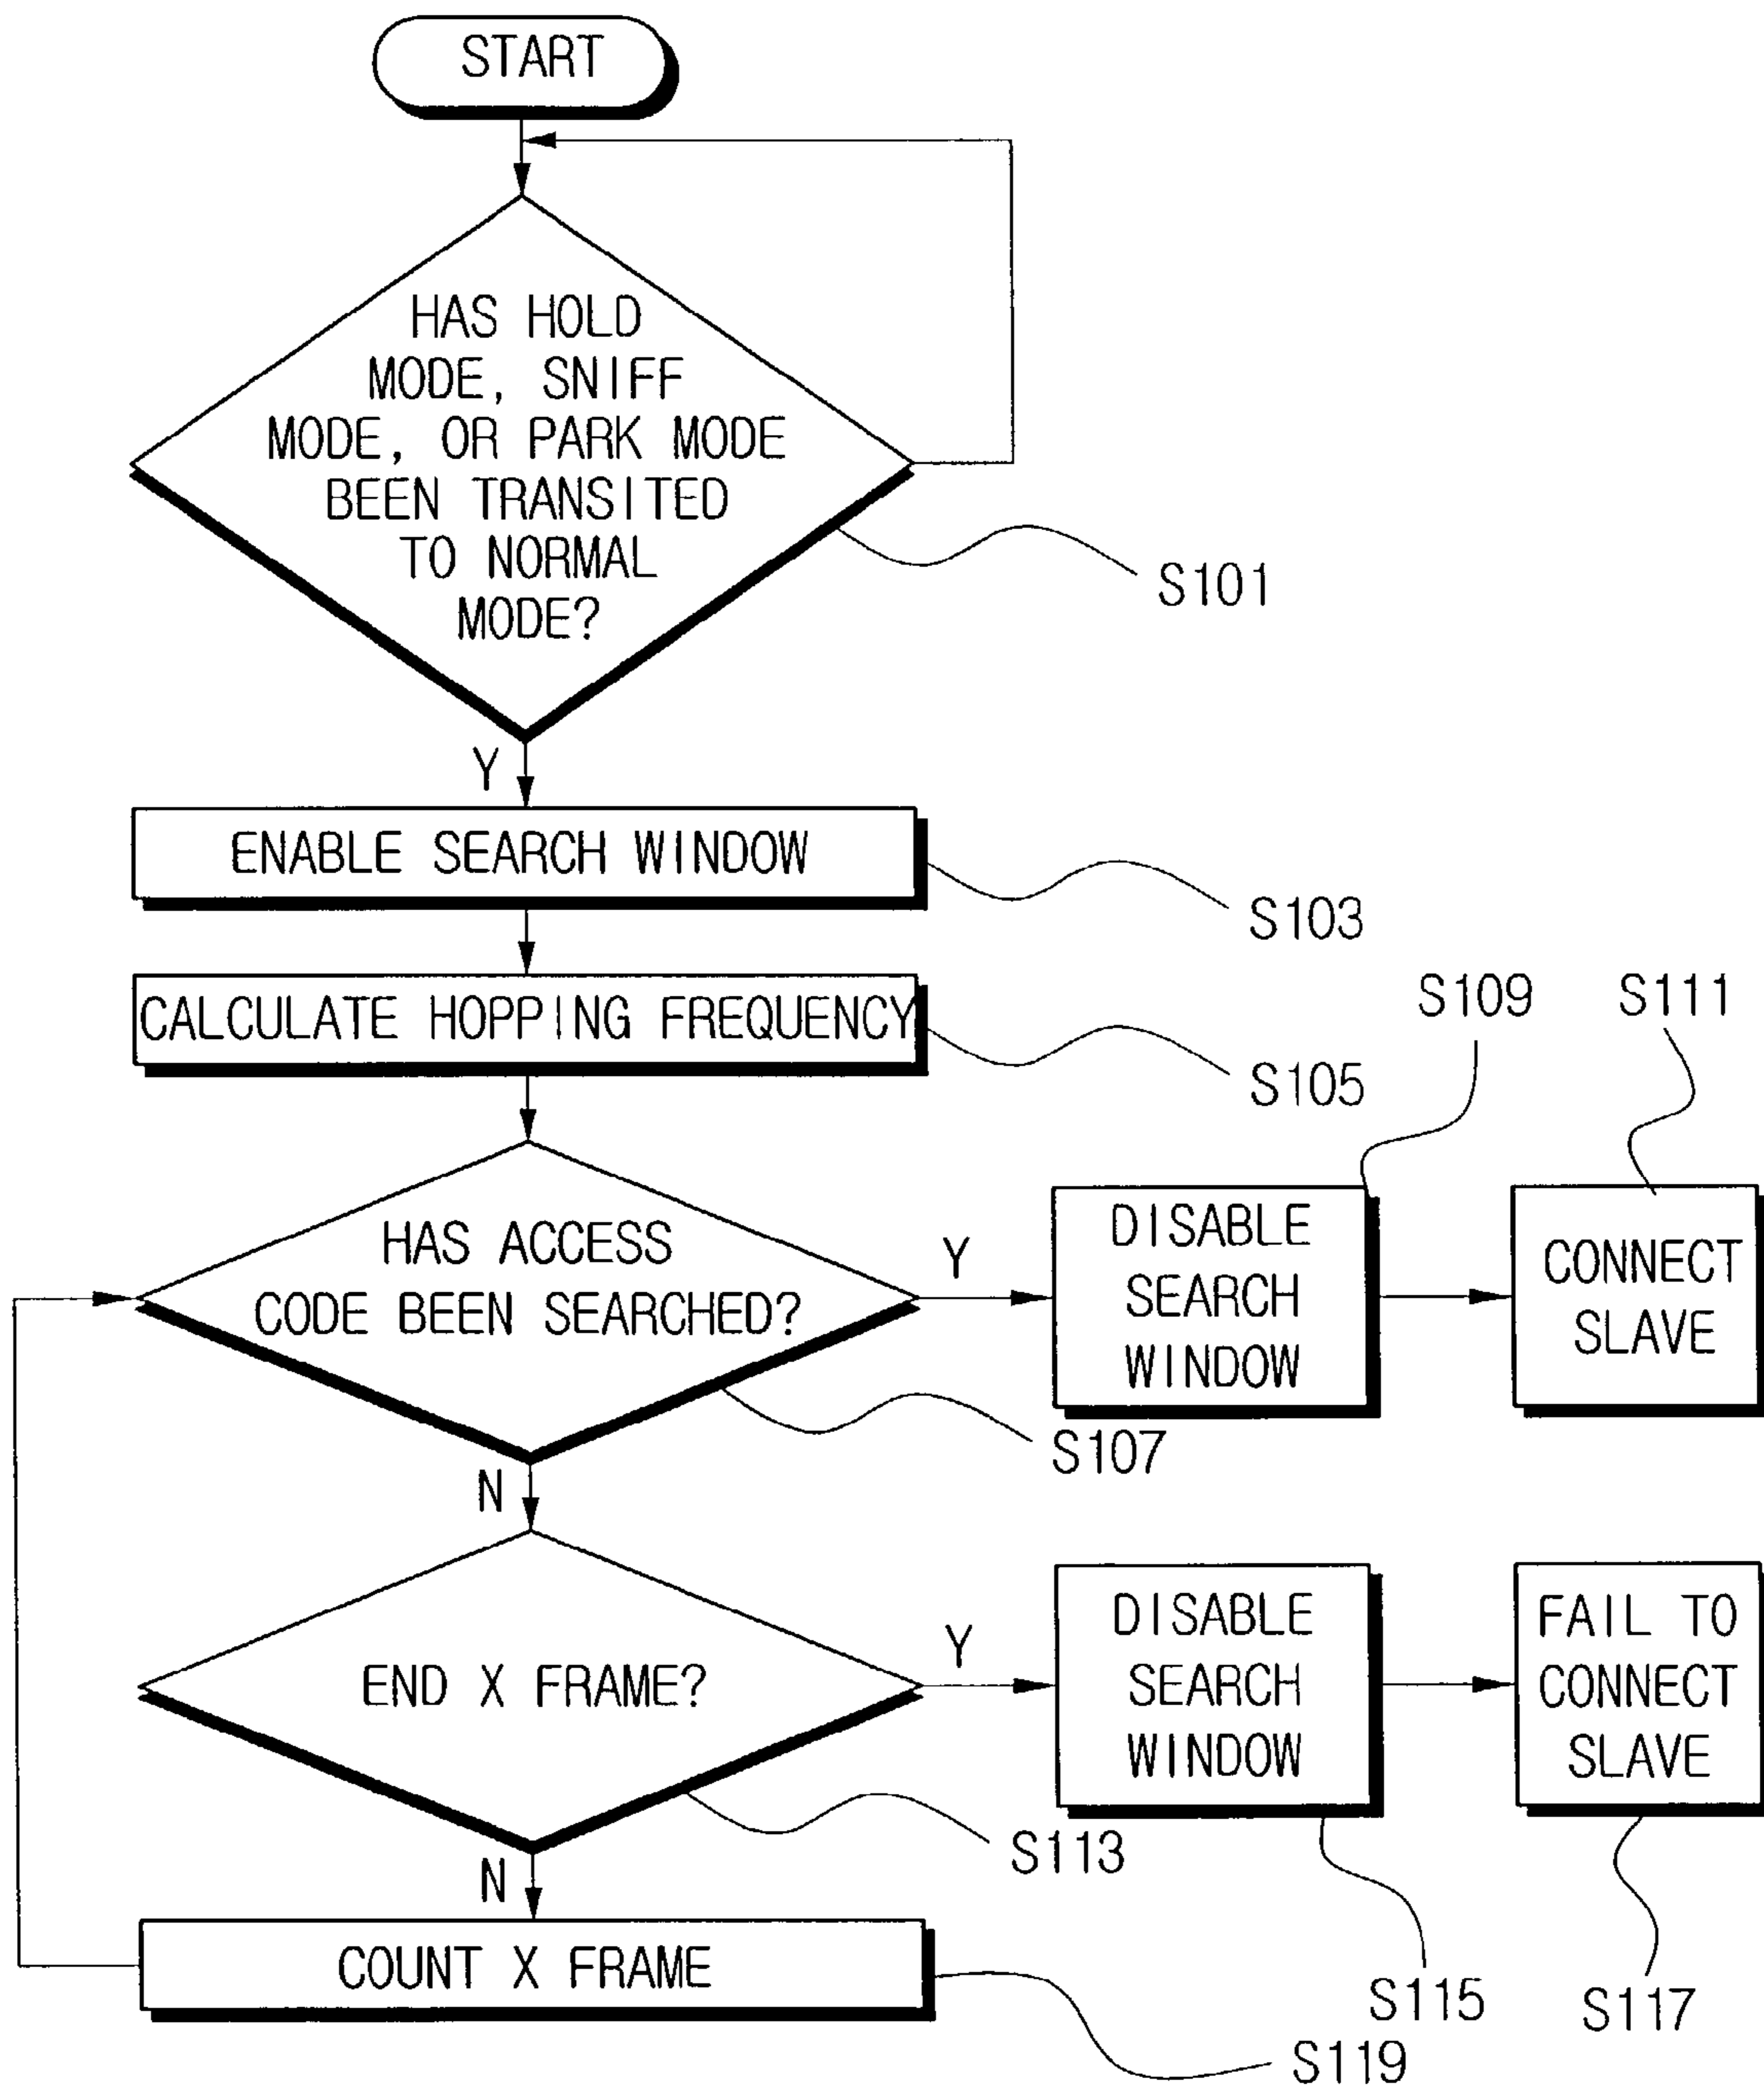 START
HAS HOLD
MODE, SNIFF
MODE, OR PARK MODE
BEEN TRANSITED
TO NORMAL
MODE?
S101
Y
ENABLE SEARCH WINDOW
S103
CALCULATE HOPPING FREQUENCY
S105
S109
S111
HAS ACCESS
CODE BEEN SEARCHED?
Y
DISABLE
SEARCH
WINDOW
CONNECT
SLAVE
S107
N
END X FRAME?
Y
DISABLE
SEARCH
WINDOW
FAIL TO
CONNECT
SLAVE
S113
N
COUNT X FRAME
S115
S117
S119